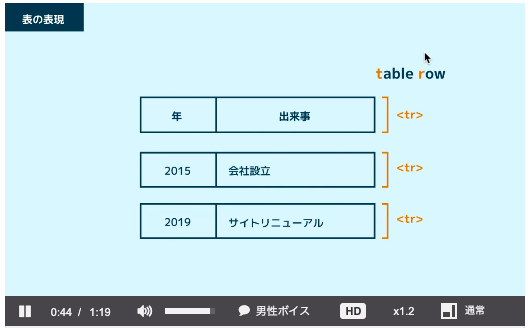 表の表現
table row
年 出来事 <tr>
2015 会社設立 <tr>
2019 サイトリニューアル <tr>
0:44 / 1:19 男性ボイス HD x1.2 通常